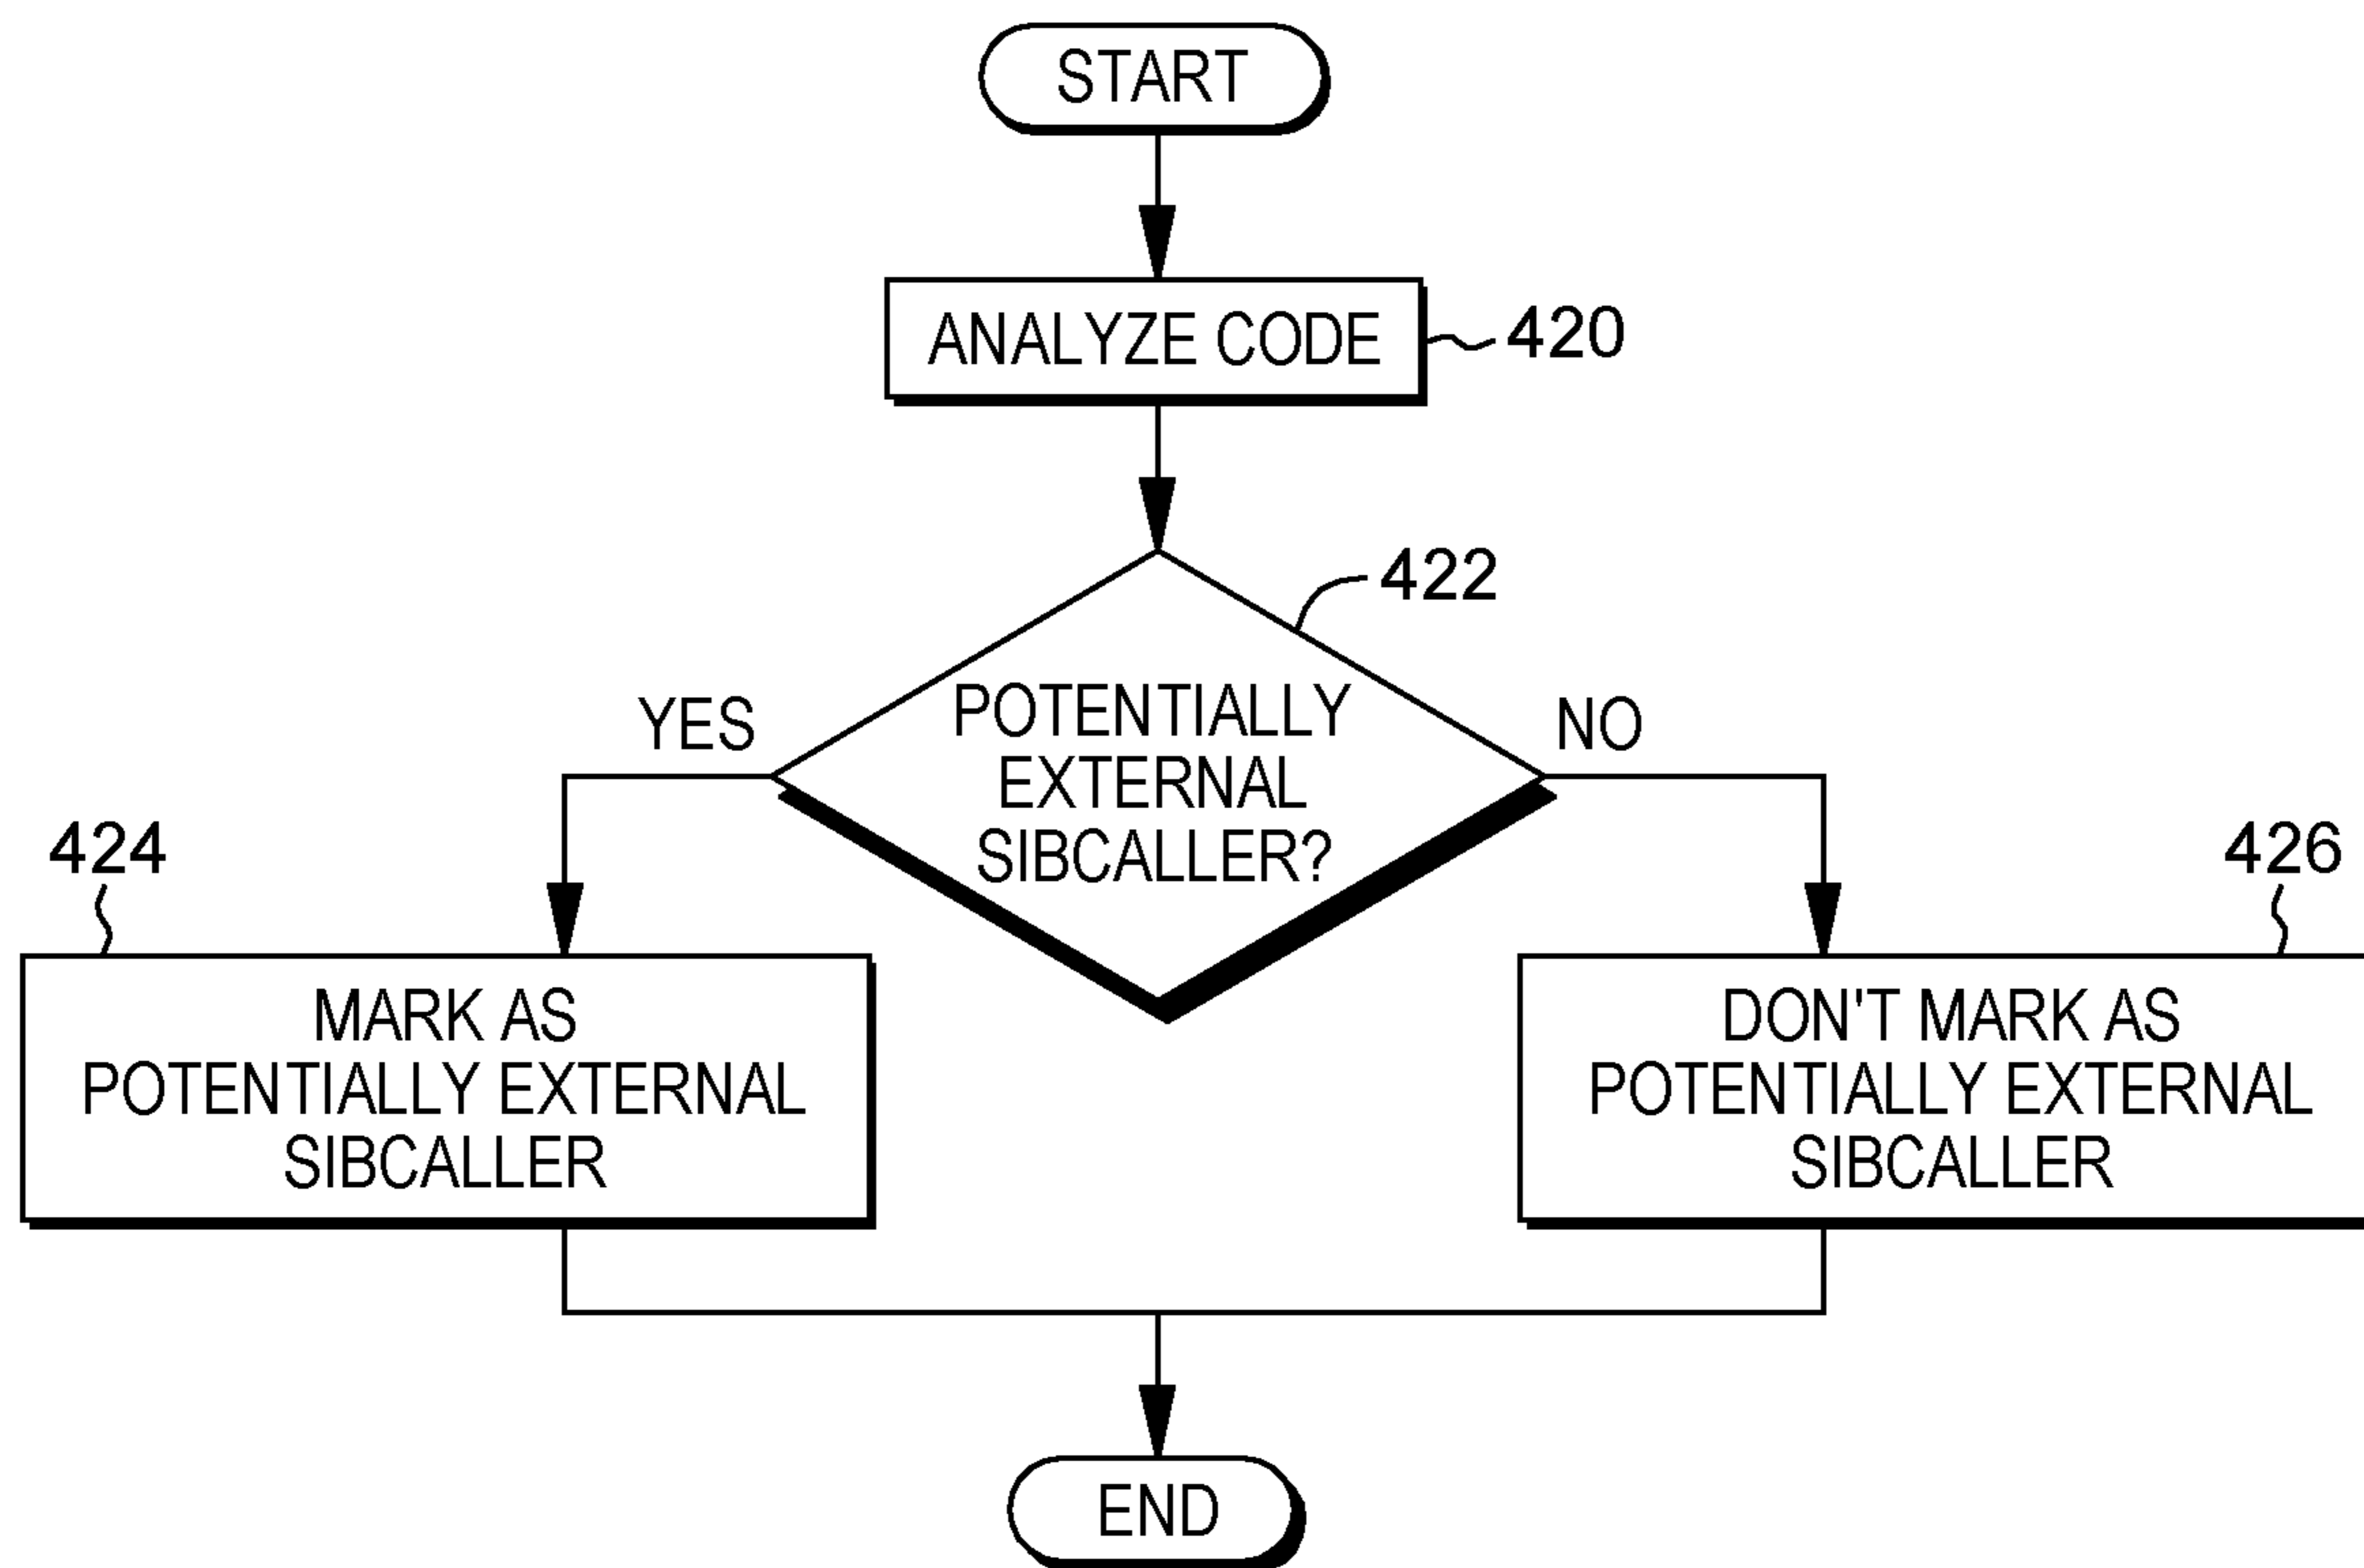 START
ANALYZE CODE
420
422
POTENTIALLY
EXTERNAL
SIBCALLER?
YES
NO
424
426
MARK AS
POTENTIALLY EXTERNAL
SIBCALLER
DON'T MARK AS
POTENTIALLY EXTERNAL
SIBCALLER
END